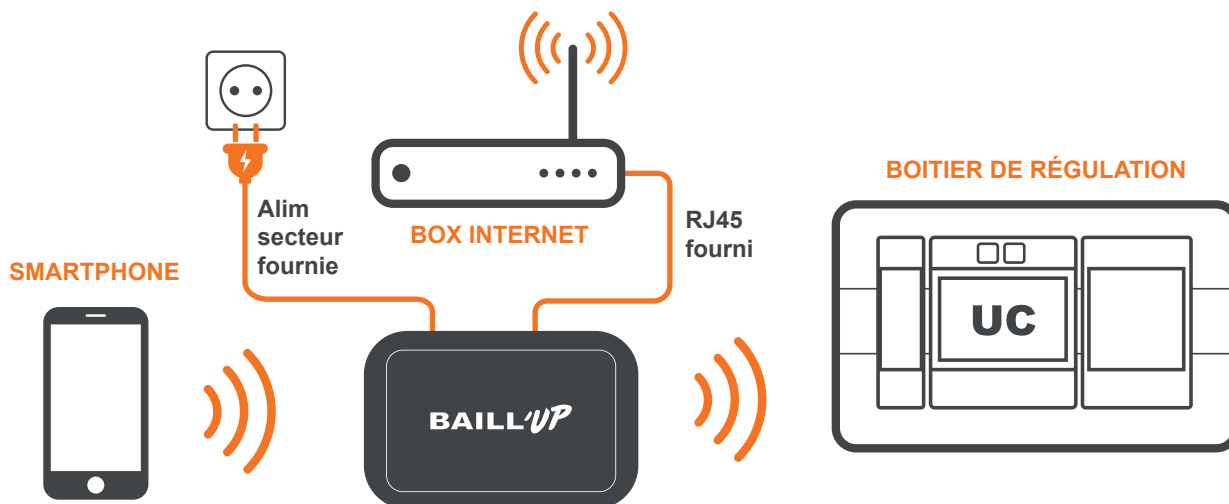 BOITIER DE RÉGULATION
Alim
secteur
fournie
BOX INTERNET
RJ45
fourni
SMARTPHONE
UC
BAILL'UP